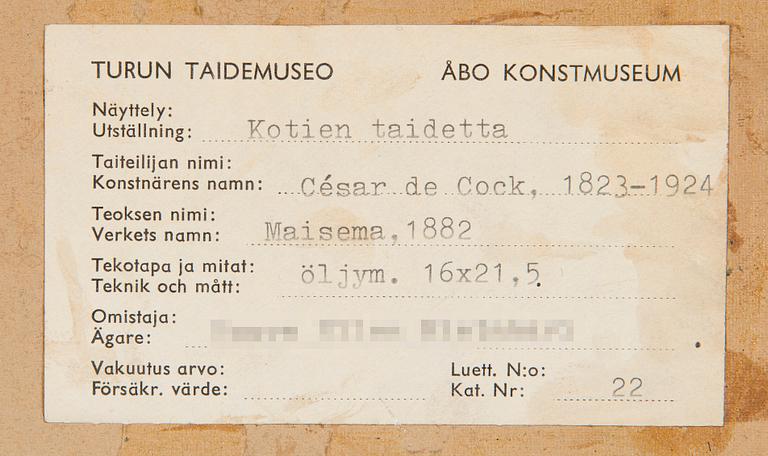 TURUN TAIDEMUSEO ÅBO KONSTMUSEUM
Näyttely:
Utställning: Kotien taidetta
Taiteilijan nimi:
Konstnärens namn: César de Cock, 1823-1924
Teoksen nimi:
Verkets namn: Maisema,1882
Tekotapa ja mitat:
Teknik och mått: öljym. 16x21,5.
Omistaja:
Ägare:
Vakuutus arvo: Luett. N:o:
Försäkr. värde: Kat. Nr: 22